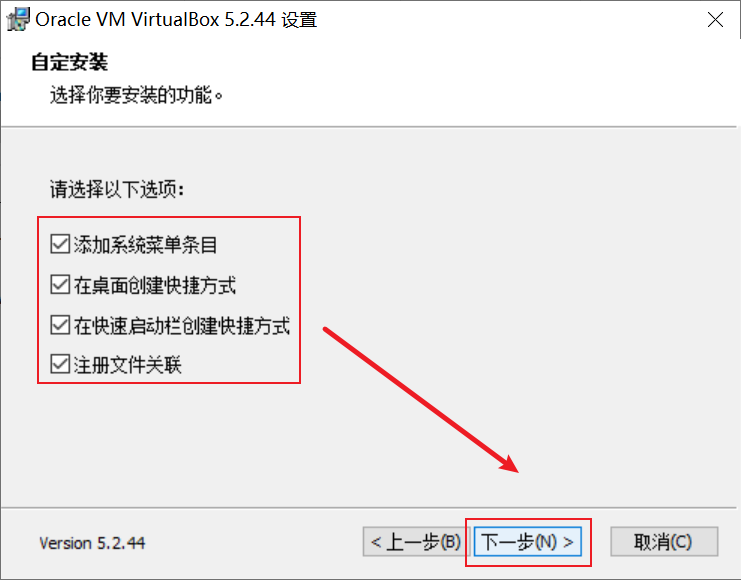 Oracle VM VirtualBox 5.2.44 设置
自定安装
选择你要安装的功能。
请选择以下选项:
添加系统菜单条目
在桌面创建快捷方式
在快速启动栏创建快捷方式
注册文件关联
Version 5.2.44
< 上一步(B)
下一步(N) >
取消(C)